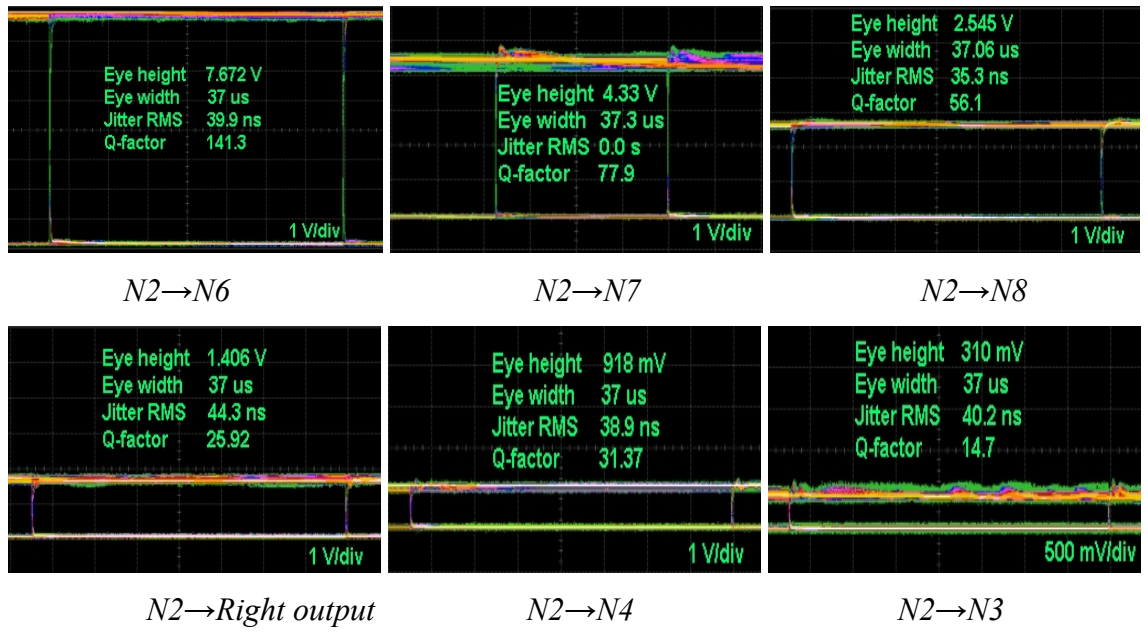 Eye height 7.672 V
Eye width 37 us
Jitter RMS 39.9 ns
Q-factor 141.3
1 V/div
N2→N6
Eye height 4.33 V
Eye width 37.3 us
Jitter RMS 0.0 s
Q-factor 77.9
1 V/div
N2→N7
Eye height 2.545 V
Eye width 37.06 us
Jitter RMS 35.3 ns
Q-factor 56.1
1 V/div
N2→N8
Eye height 1.406 V
Eye width 37 us
Jitter RMS 44.3 ns
Q-factor 25.92
1 V/div
N2→Right output
Eye height 918 mV
Eye width 37 us
Jitter RMS 38.9 ns
Q-factor 31.37
1 V/div
N2→N4
Eye height 310 mV
Eye width 37 us
Jitter RMS 40.2 ns
Q-factor 14.7
500 mV/div
N2→N3